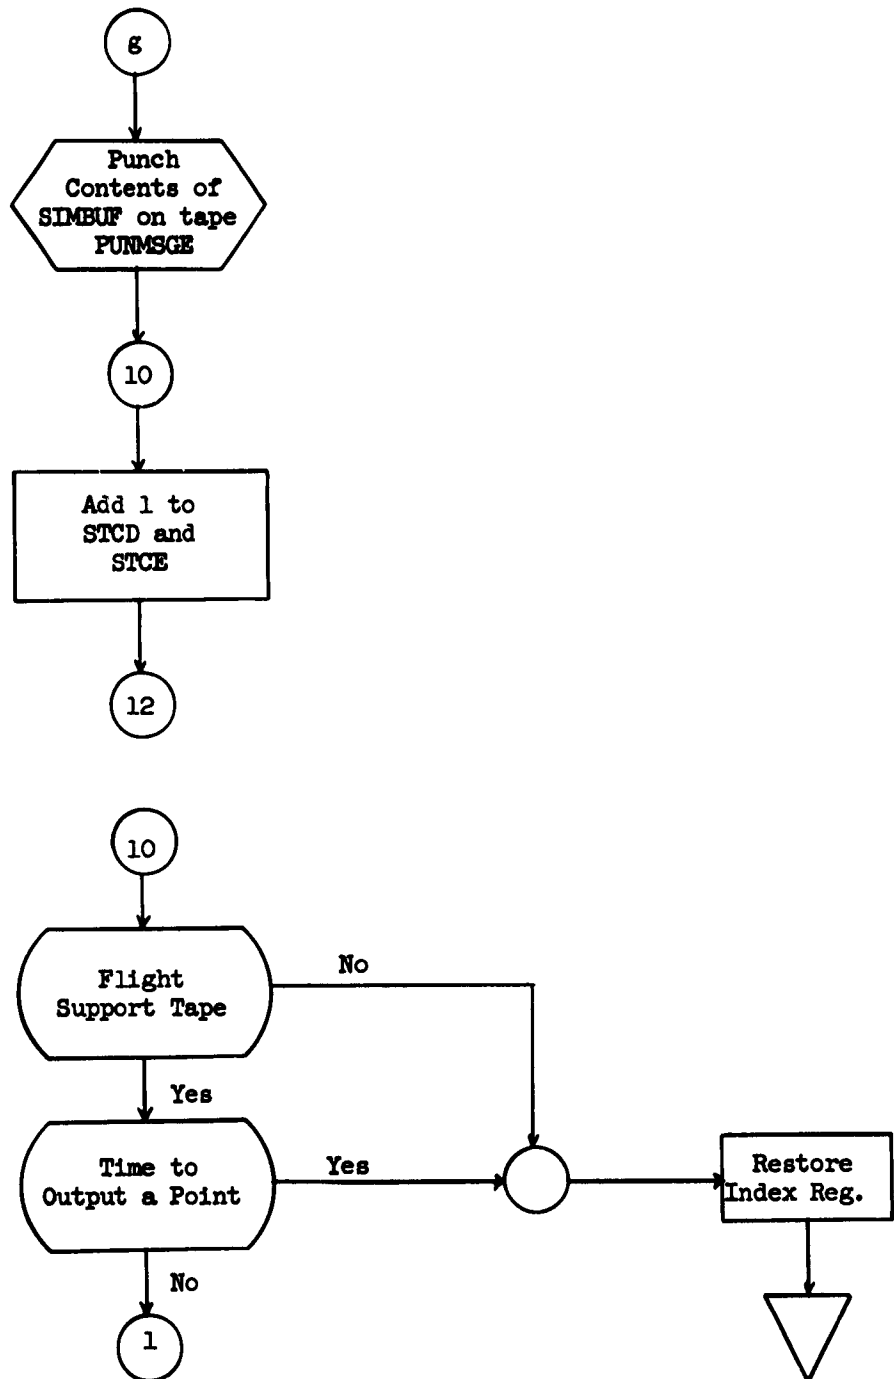 g
Punch
Contents of
SIMBUF on tape
PUNMSGE
10
Add 1 to
STCD and
STCE
12
10
Flight
Support Tape
No
Yes
Time to
Output a Point
Yes
Restore
Index Reg.
No
1